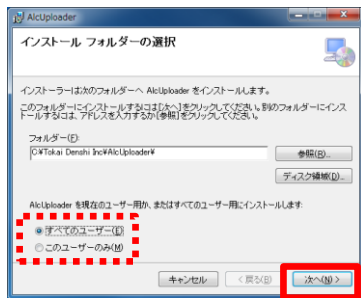 AlcUploader
インストール フォルダーの選択
インストーラーは次のフォルダーへ AlcUploader をインストールします。
このフォルダーにインストールするには[次へ]をクリックしてください。別のフォルダーにインストールするには、アドレスを入力するか[参照]をクリックしてください。
フォルダー(F):
C:¥Tokai Denshi Inc¥AlcUploader¥
参照(R)...
ディスク領域(D)...
AlcUploader を現在のユーザー用か、またはすべてのユーザー用にインストールします:
すべてのユーザー(E)
このユーザーのみ(M)
キャンセル
< 戻る(B)
次へ(N) >